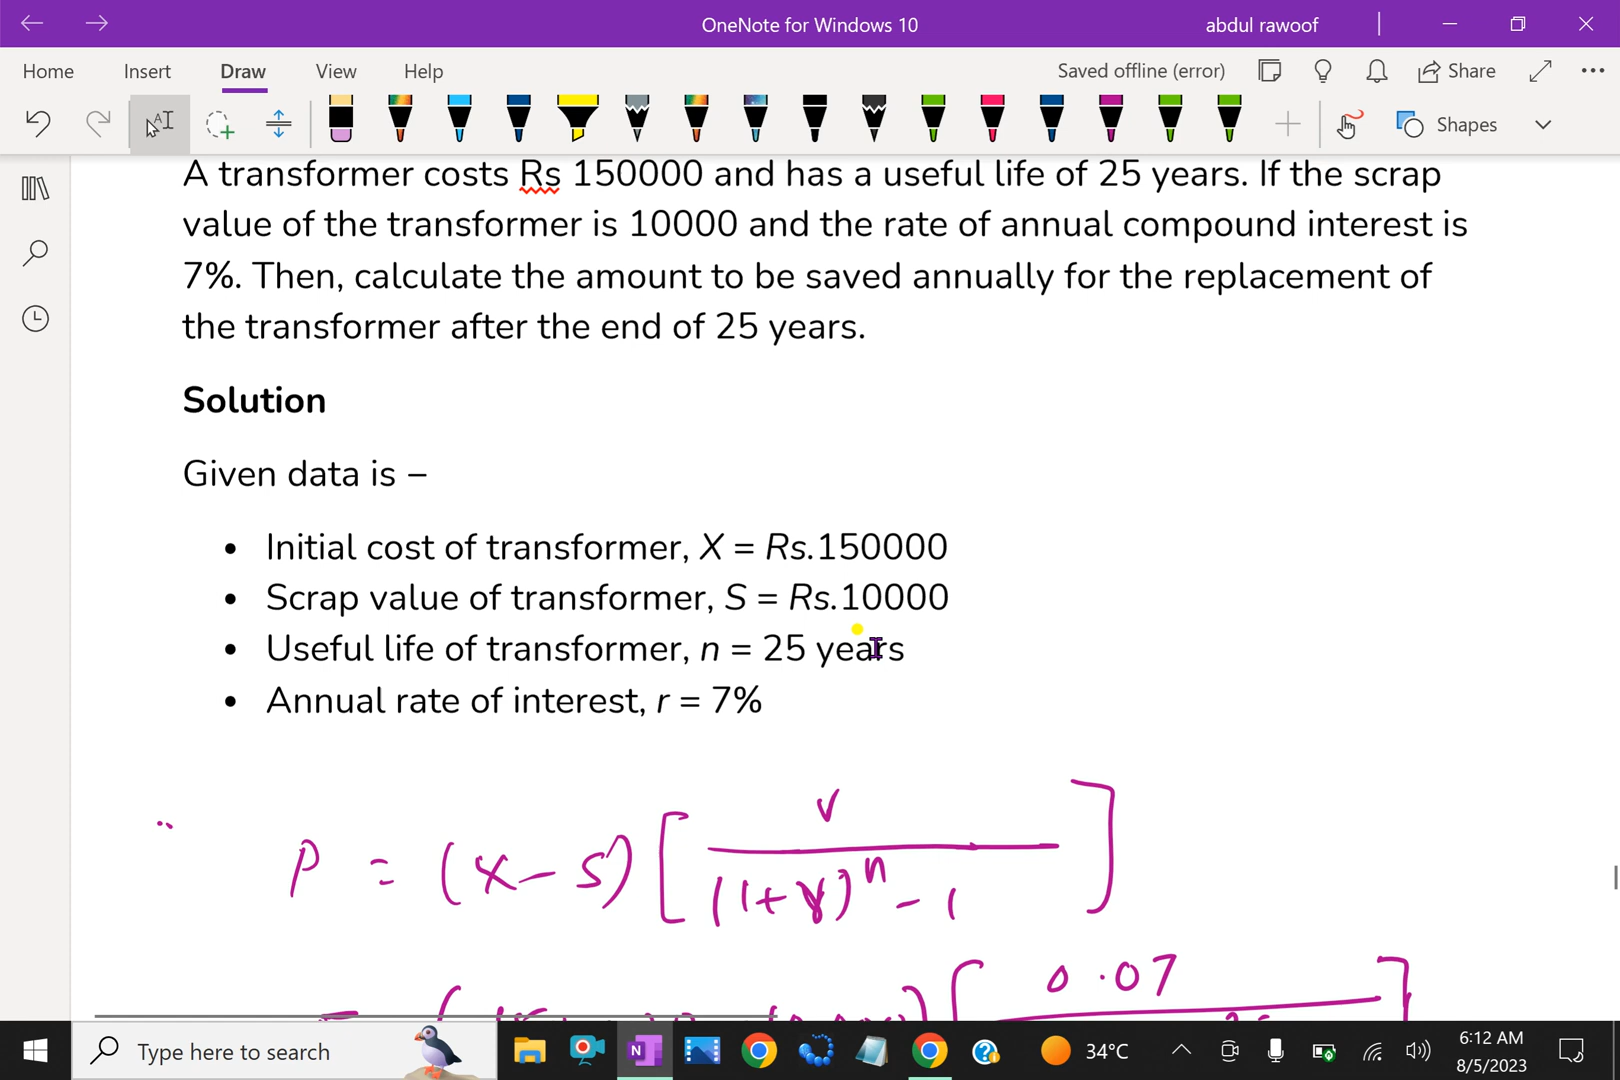 OneNote for Windows 10
abdul rawoof
Home Insert Draw View Help
Saved offline (error)
Share
Shapes
A transformer costs Rs 150000 and has a useful life of 25 years. If the scrap
value of the transformer is 10000 and the rate of annual compound interest is
7%. Then, calculate the amount to be saved annually for the replacement of
the transformer after the end of 25 years.
Solution
Given data is –
• Initial cost of transformer, X = Rs.150000
• Scrap value of transformer, S = Rs.10000
• Useful life of transformer, n = 25 years
• Annual rate of interest, r = 7%
r
P = (X - S) [ / ]
(1+r)^n - 1
0.07
Type here to search
34°C
6:12 AM
8/5/2023